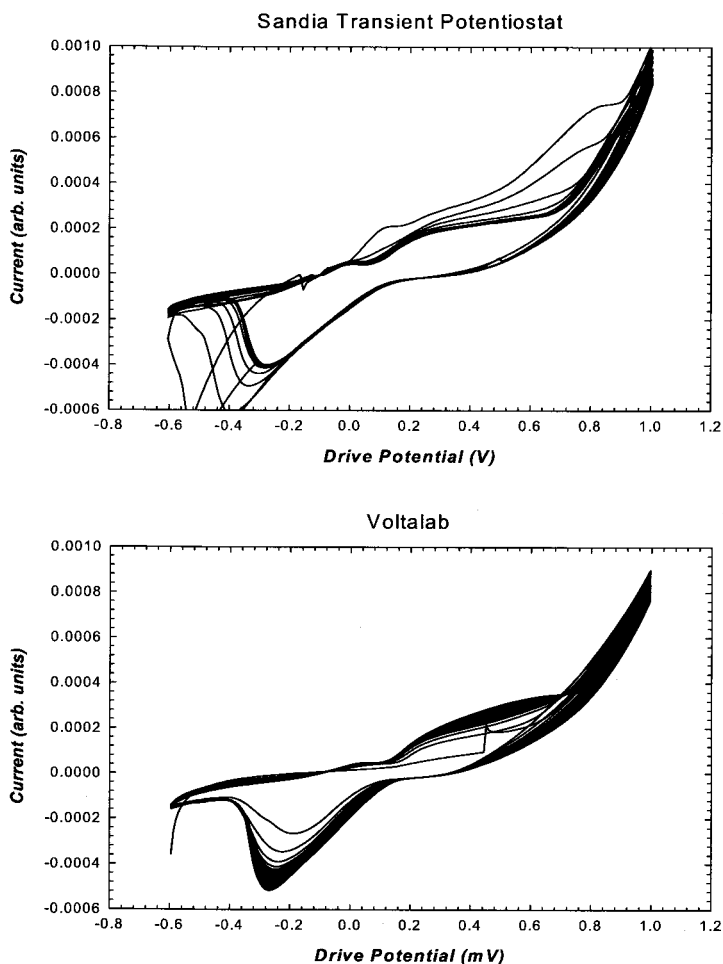 Sandia Transient Potentiostat
0.0010
0.0008
0.0006
0.0004
0.0002
0.0000
-0.0002
-0.0004
-0.0006
Current (arb. units)
-0.8 -0.6 -0.4 -0.2 0.0 0.2 0.4 0.6 0.8 1.0 1.2
Drive Potential (V)
Voltalab
0.0010
0.0008
0.0006
0.0004
0.0002
0.0000
-0.0002
-0.0004
-0.0006
Current (arb. units)
-0.8 -0.6 -0.4 -0.2 0.0 0.2 0.4 0.6 0.8 1.0 1.2
Drive Potential (mV)